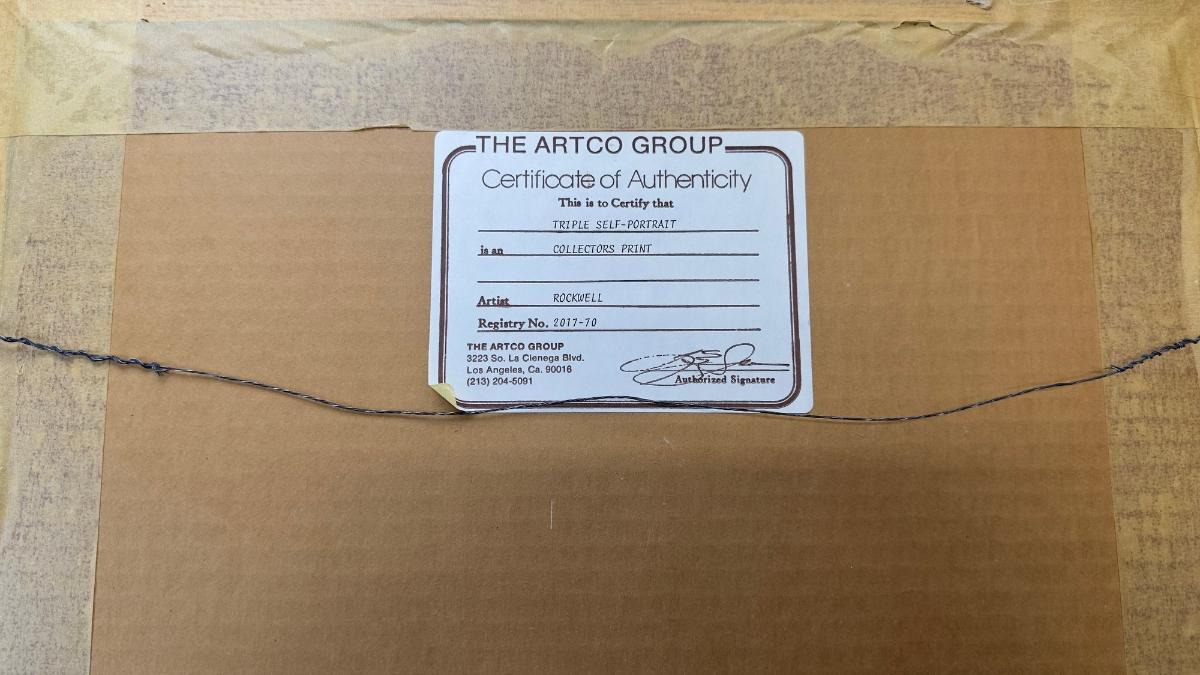 THE ARTCO GROUP
Certificate of Authenticity
This is to Certify that
TRIPLE SELF-PORTRAIT
is an COLLECTORS PRINT
Artist ROCKWELL
Registry No. 2017-70
THE ARTCO GROUP
3223 So. La Cienega Blvd.
Los Angeles, Ca. 90016
(213) 204-5091
Authorized Signature